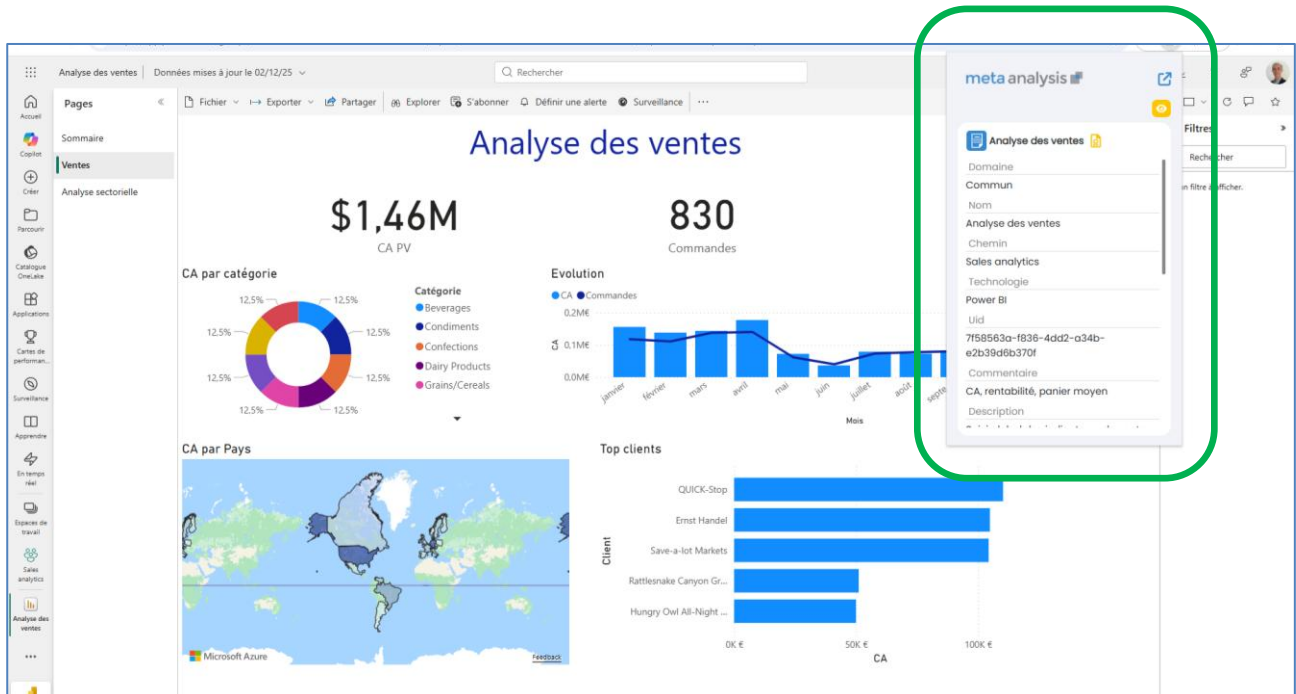 Analyse des ventes
Données mises à jour le 02/12/25
Rechercher
Accueil
Copilot
Créer
Parcourir
Catalogue
OneLake
Applications
Cartes de
performan...
Surveillance
Apprendre
En temps
réel
Espaces de
travail
Sales
analytics
Analyse des
ventes
...
Pages
Sommaire
Ventes
Analyse sectorielle
Fichier
Exporter
Partager
Explorer
S'abonner
Définir une alerte
Surveillance
...
Analyse des ventes
$1,46M
CA PV
830
Commandes
CA par catégorie
12.5%
12.5%
12.5%
12.5%
12.5%
12.5%
12.5%
12.5%
Catégorie
Beverages
Condiments
Confections
Dairy Products
Grains/Cereals
Evolution
CA
Commandes
0.2M€
0.1M€
0.0M€
CA
janvier
février
mars
avril
mai
juin
juillet
août
septe
Mois
CA par Pays
Microsoft Azure
Feedback
Top clients
Client
QUICK-Stop
Ernst Handel
Save-a-lot Markets
Rattlesnake Canyon Gr...
Hungry Owl All-Night ...
0K €
50K €
100K €
CA
meta analysis
Analyse des ventes
Domaine
Commun
Nom
Analyse des ventes
Chemin
Sales analytics
Technologie
Power BI
Uid
7f58563a-f836-4dd2-a34b-
e2b39d6b370f
Commentaire
CA, rentabilité, panier moyen
Description
Filtres
Rechercher
n filtre à afficher.